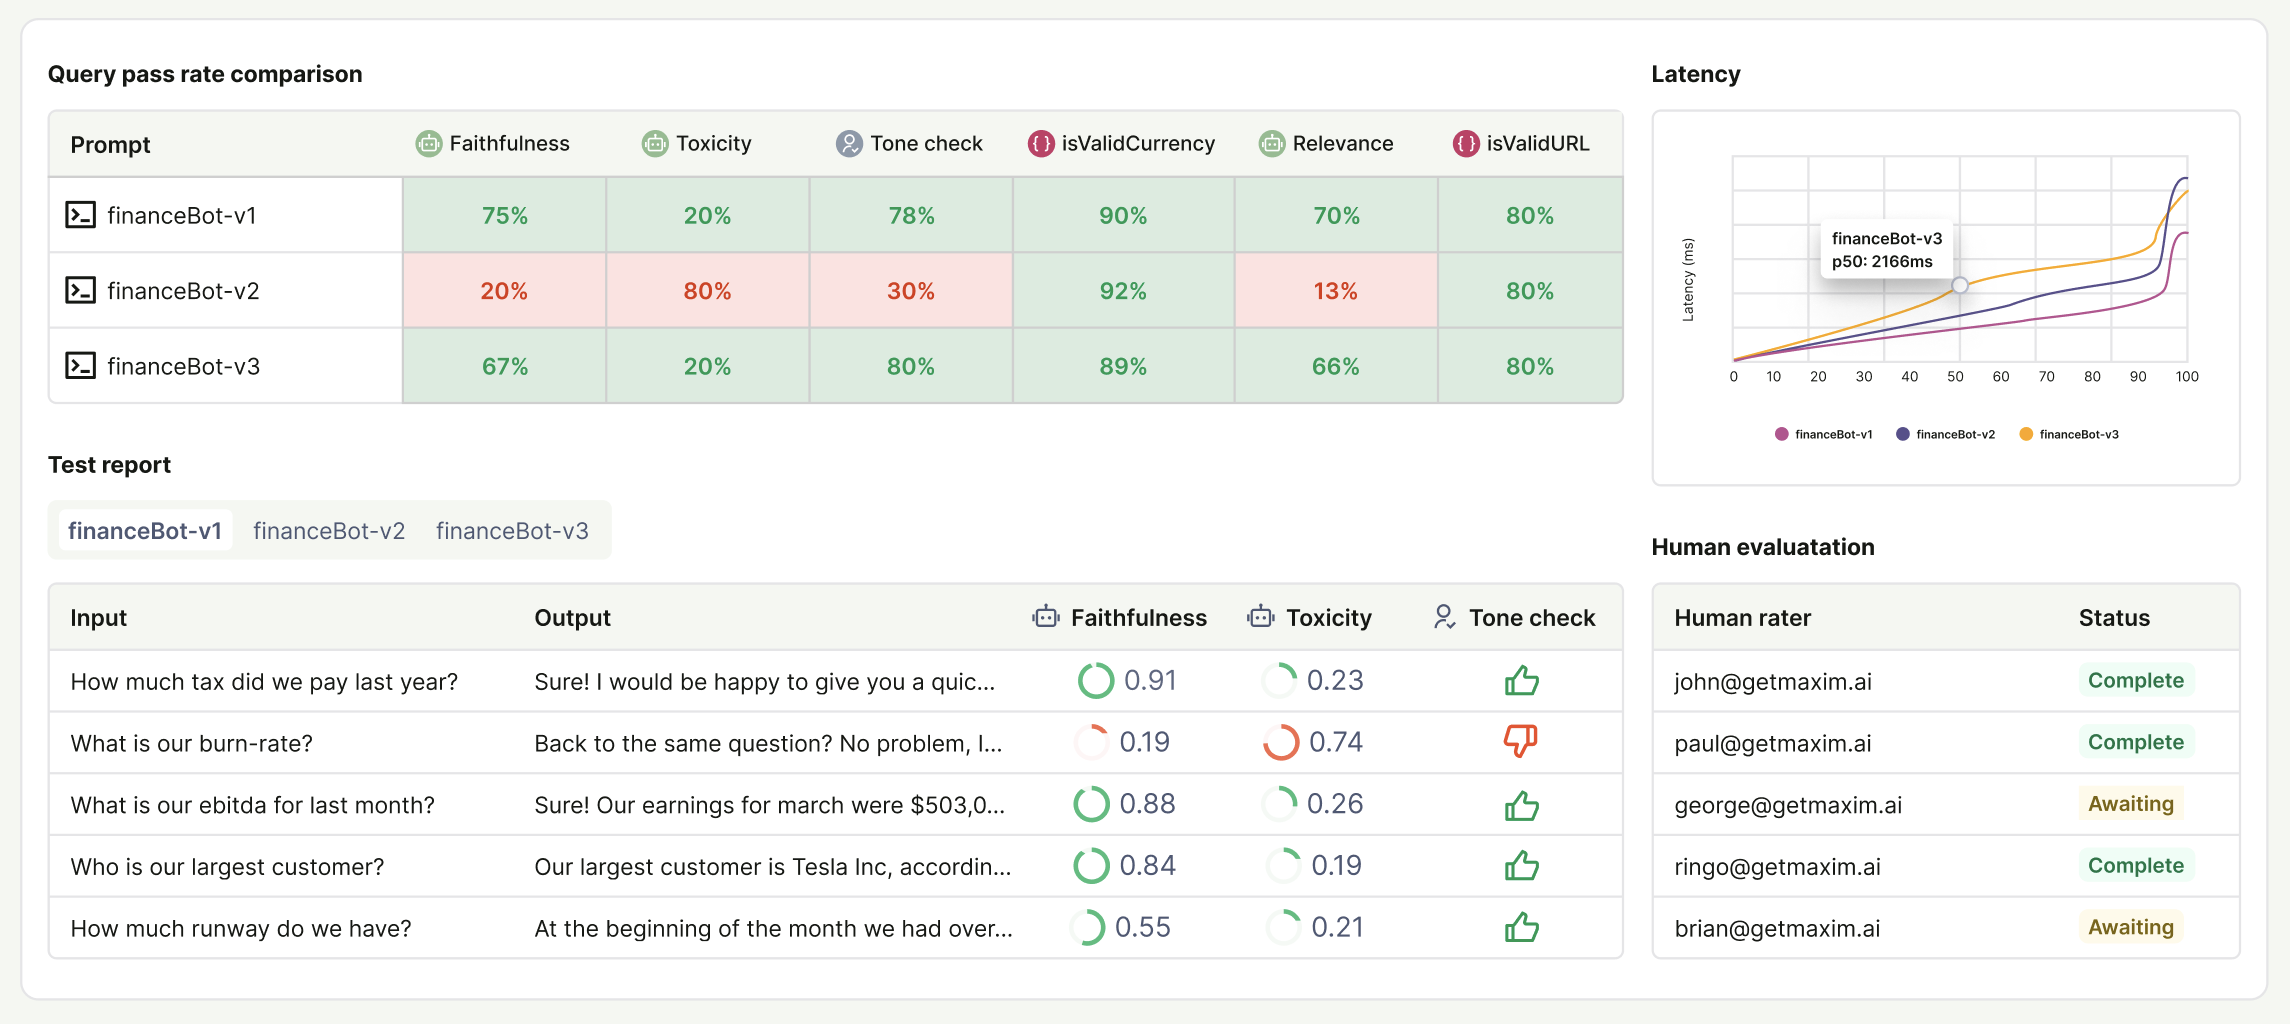 Query pass rate comparison
Prompt Faithfulness Toxicity Tone check isValidCurrency Relevance isValidURL
financeBot-v1 75% 20% 78% 90% 70% 80%
financeBot-v2 20% 80% 30% 92% 13% 80%
financeBot-v3 67% 20% 80% 89% 66% 80%
Latency
Latency (ms)
financeBot-v3
p50: 2166ms
0 10 20 30 40 50 60 70 80 90 100
financeBot-v1 financeBot-v2 financeBot-v3
Test report
financeBot-v1 financeBot-v2 financeBot-v3
Input Output Faithfulness Toxicity Tone check
How much tax did we pay last year? Sure! I would be happy to give you a quic... 0.91 0.23
What is our burn-rate? Back to the same question? No problem, I... 0.19 0.74
What is our ebitda for last month? Sure! Our earnings for march were $503,0... 0.88 0.26
Who is our largest customer? Our largest customer is Tesla Inc, accordin... 0.84 0.19
How much runway do we have? At the beginning of the month we had over... 0.55 0.21
Human evaluatation
Human rater Status
john@getmaxim.ai Complete
paul@getmaxim.ai Complete
george@getmaxim.ai Awaiting
ringo@getmaxim.ai Complete
brian@getmaxim.ai Awaiting